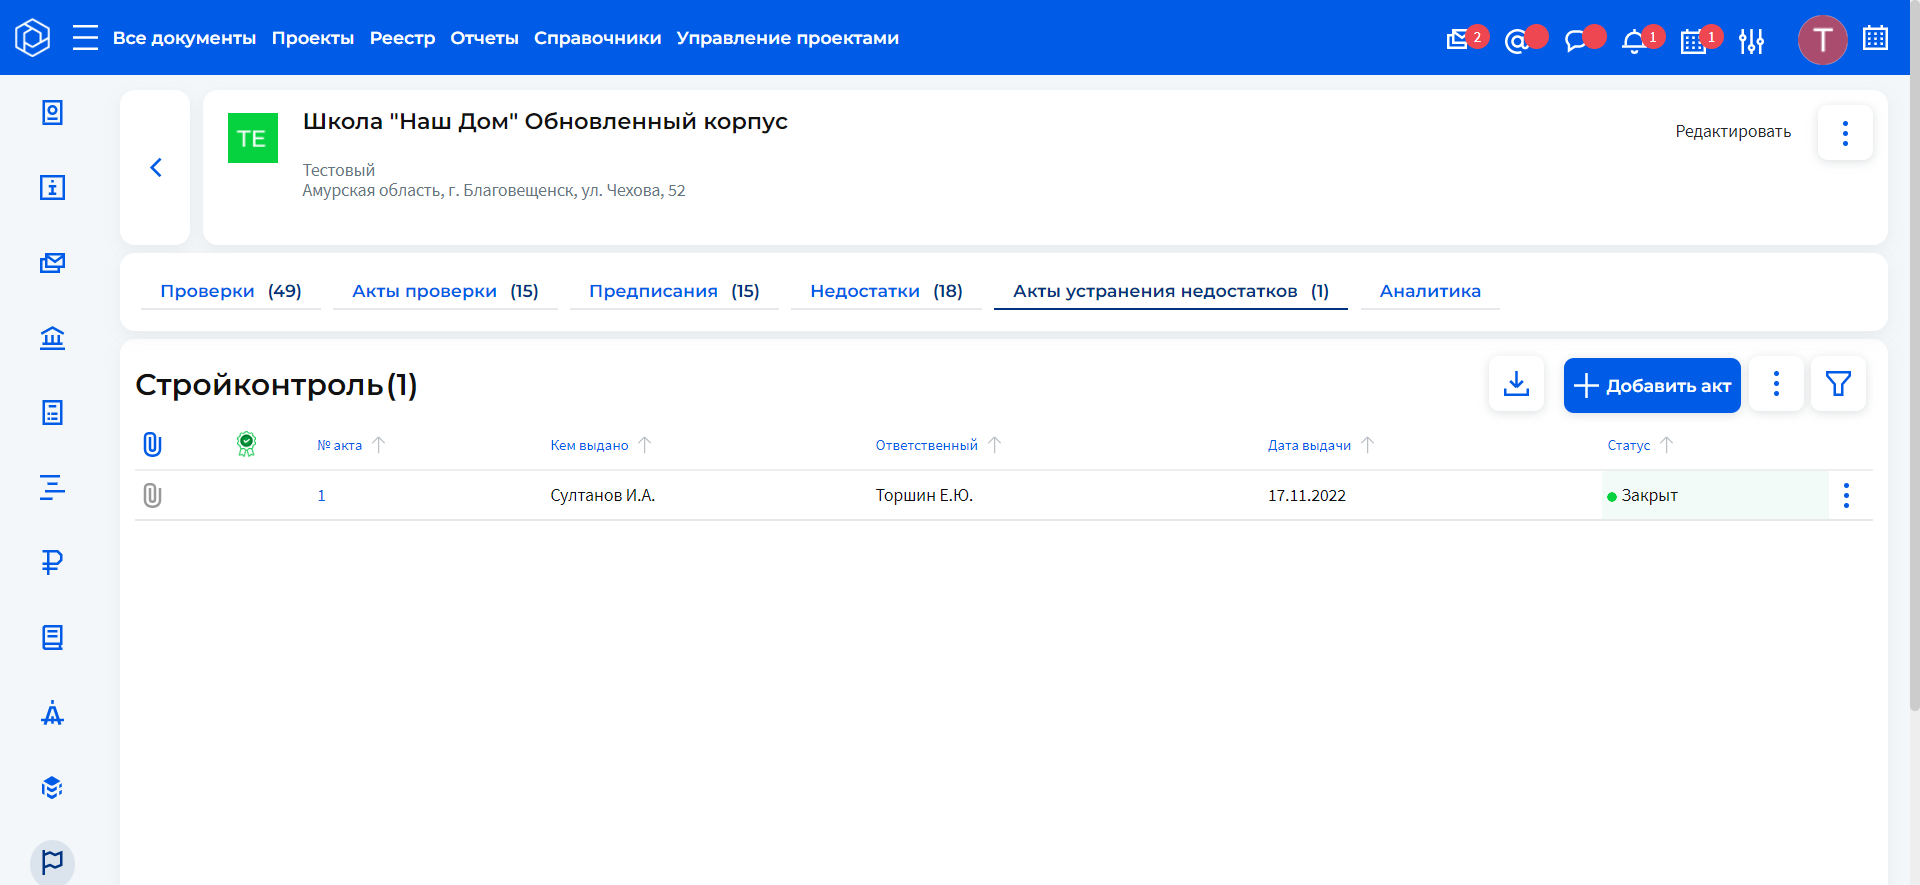 Все документы Проекты Реестр Отчеты Справочники Управление проектами 2 1 1 T
TE Школа "Наш Дом" Обновленный корпус Редактировать
Тестовый
Амурская область, г. Благовещенск, ул. Чехова, 52
Проверки (49) Акты проверки (15) Предписания (15) Недостатки (18) Акты устранения недостатков (1) Аналитика
Стройконтроль(1) Добавить акт
№ акта Кем выдано Ответственный Дата выдачи Статус
1 Султанов И.А. Торшин Е.Ю. 17.11.2022 Закрыт